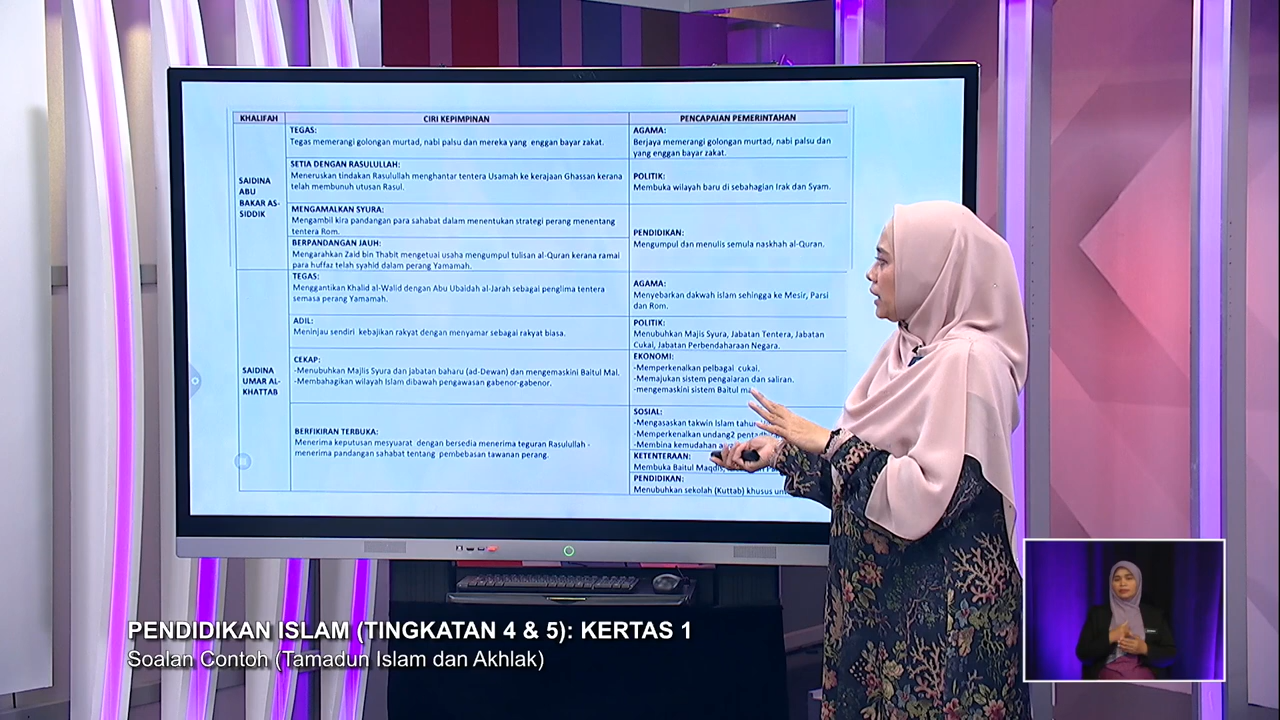 KHALIFAH
CIRI KEPIMPINAN
PENCAPAIAN PEMERINTAHAN
SAIDINA
ABU
BAKAR AS-
SIDDIK
TEGAS:
Tegas memerangi golongan murtad, nabi palsu dan mereka yang enggan bayar zakat.
SETIA DENGAN RASULULLAH:
Meneruskan tindakan Rasulullah menghantar tentera Usamah ke kerajaan Ghassan kerana
telah membunuh utusan Rasul.
MENGAMALKAN SYURA:
Mengambil kira pandangan para sahabat dalam menentukan strategi perang menentang
tentera Rom.
BERPANDANGAN JAUH:
Mengarahkan Zaid bin Thabit mengetuai usaha mengumpul tulisan al-Quran kerana ramai
para huffaz telah syahid dalam perang Yamamah.
AGAMA:
Berjaya memerangi golongan murtad, nabi palsu dan
yang enggan bayar zakat.
POLITIK:
Membuka wilayah baru di sebahagian Irak dan Syam.
PENDIDIKAN:
Mengumpul dan menulis semula naskhah al-Quran.
SAIDINA
UMAR AL-
KHATTAB
TEGAS:
Menggantikan Khalid al-Walid dengan Abu Ubaidah al-Jarah sebagai penglima tentera
semasa perang Yamamah.
ADIL:
Meninjau sendiri kebajikan rakyat dengan menyamar sebagai rakyat biasa.
CEKAP:
-Menubuhkan Majlis Syura dan jabatan baharu (ad-Dewan) dan mengemaskini Baitul Mal.
-Membahagikan wilayah Islam dibawah pengawasan gabenor-gabenor.
BERFIKIRAN TERBUKA:
Menerima keputusan mesyuarat dengan bersedia menerima teguran Rasulullah -
menerima pandangan sahabat tentang pembebasan tawanan perang.
AGAMA:
Menyebarkan dakwah islam sehingga ke Mesir, Parsi
dan Rom.
POLITIK:
Menubuhkan Majis Syura, Jabatan Tentera, Jabatan
Cukai, Jabatan Perbendaharaan Negara.
EKONOMI:
-Memperkenalkan pelbagai cukai.
-Memajukan sistem pengaiaran dan saliran.
-mengemaskini sistem Baitul
SOSIAL:
-Mengasaskan takwin Islam
-Memperkenalkan undang2
-Membina kemudahan
KETENTERAAN:
Membuka Baitul Maqdis,
PENDIDIKAN:
Menubuhkan sekolah (Kuttab) khusus
PENDIDIKAN ISLAM (TINGKATAN 4 & 5): KERTAS 1
Soalan Contoh (Tamadun Islam dan Akhlak)